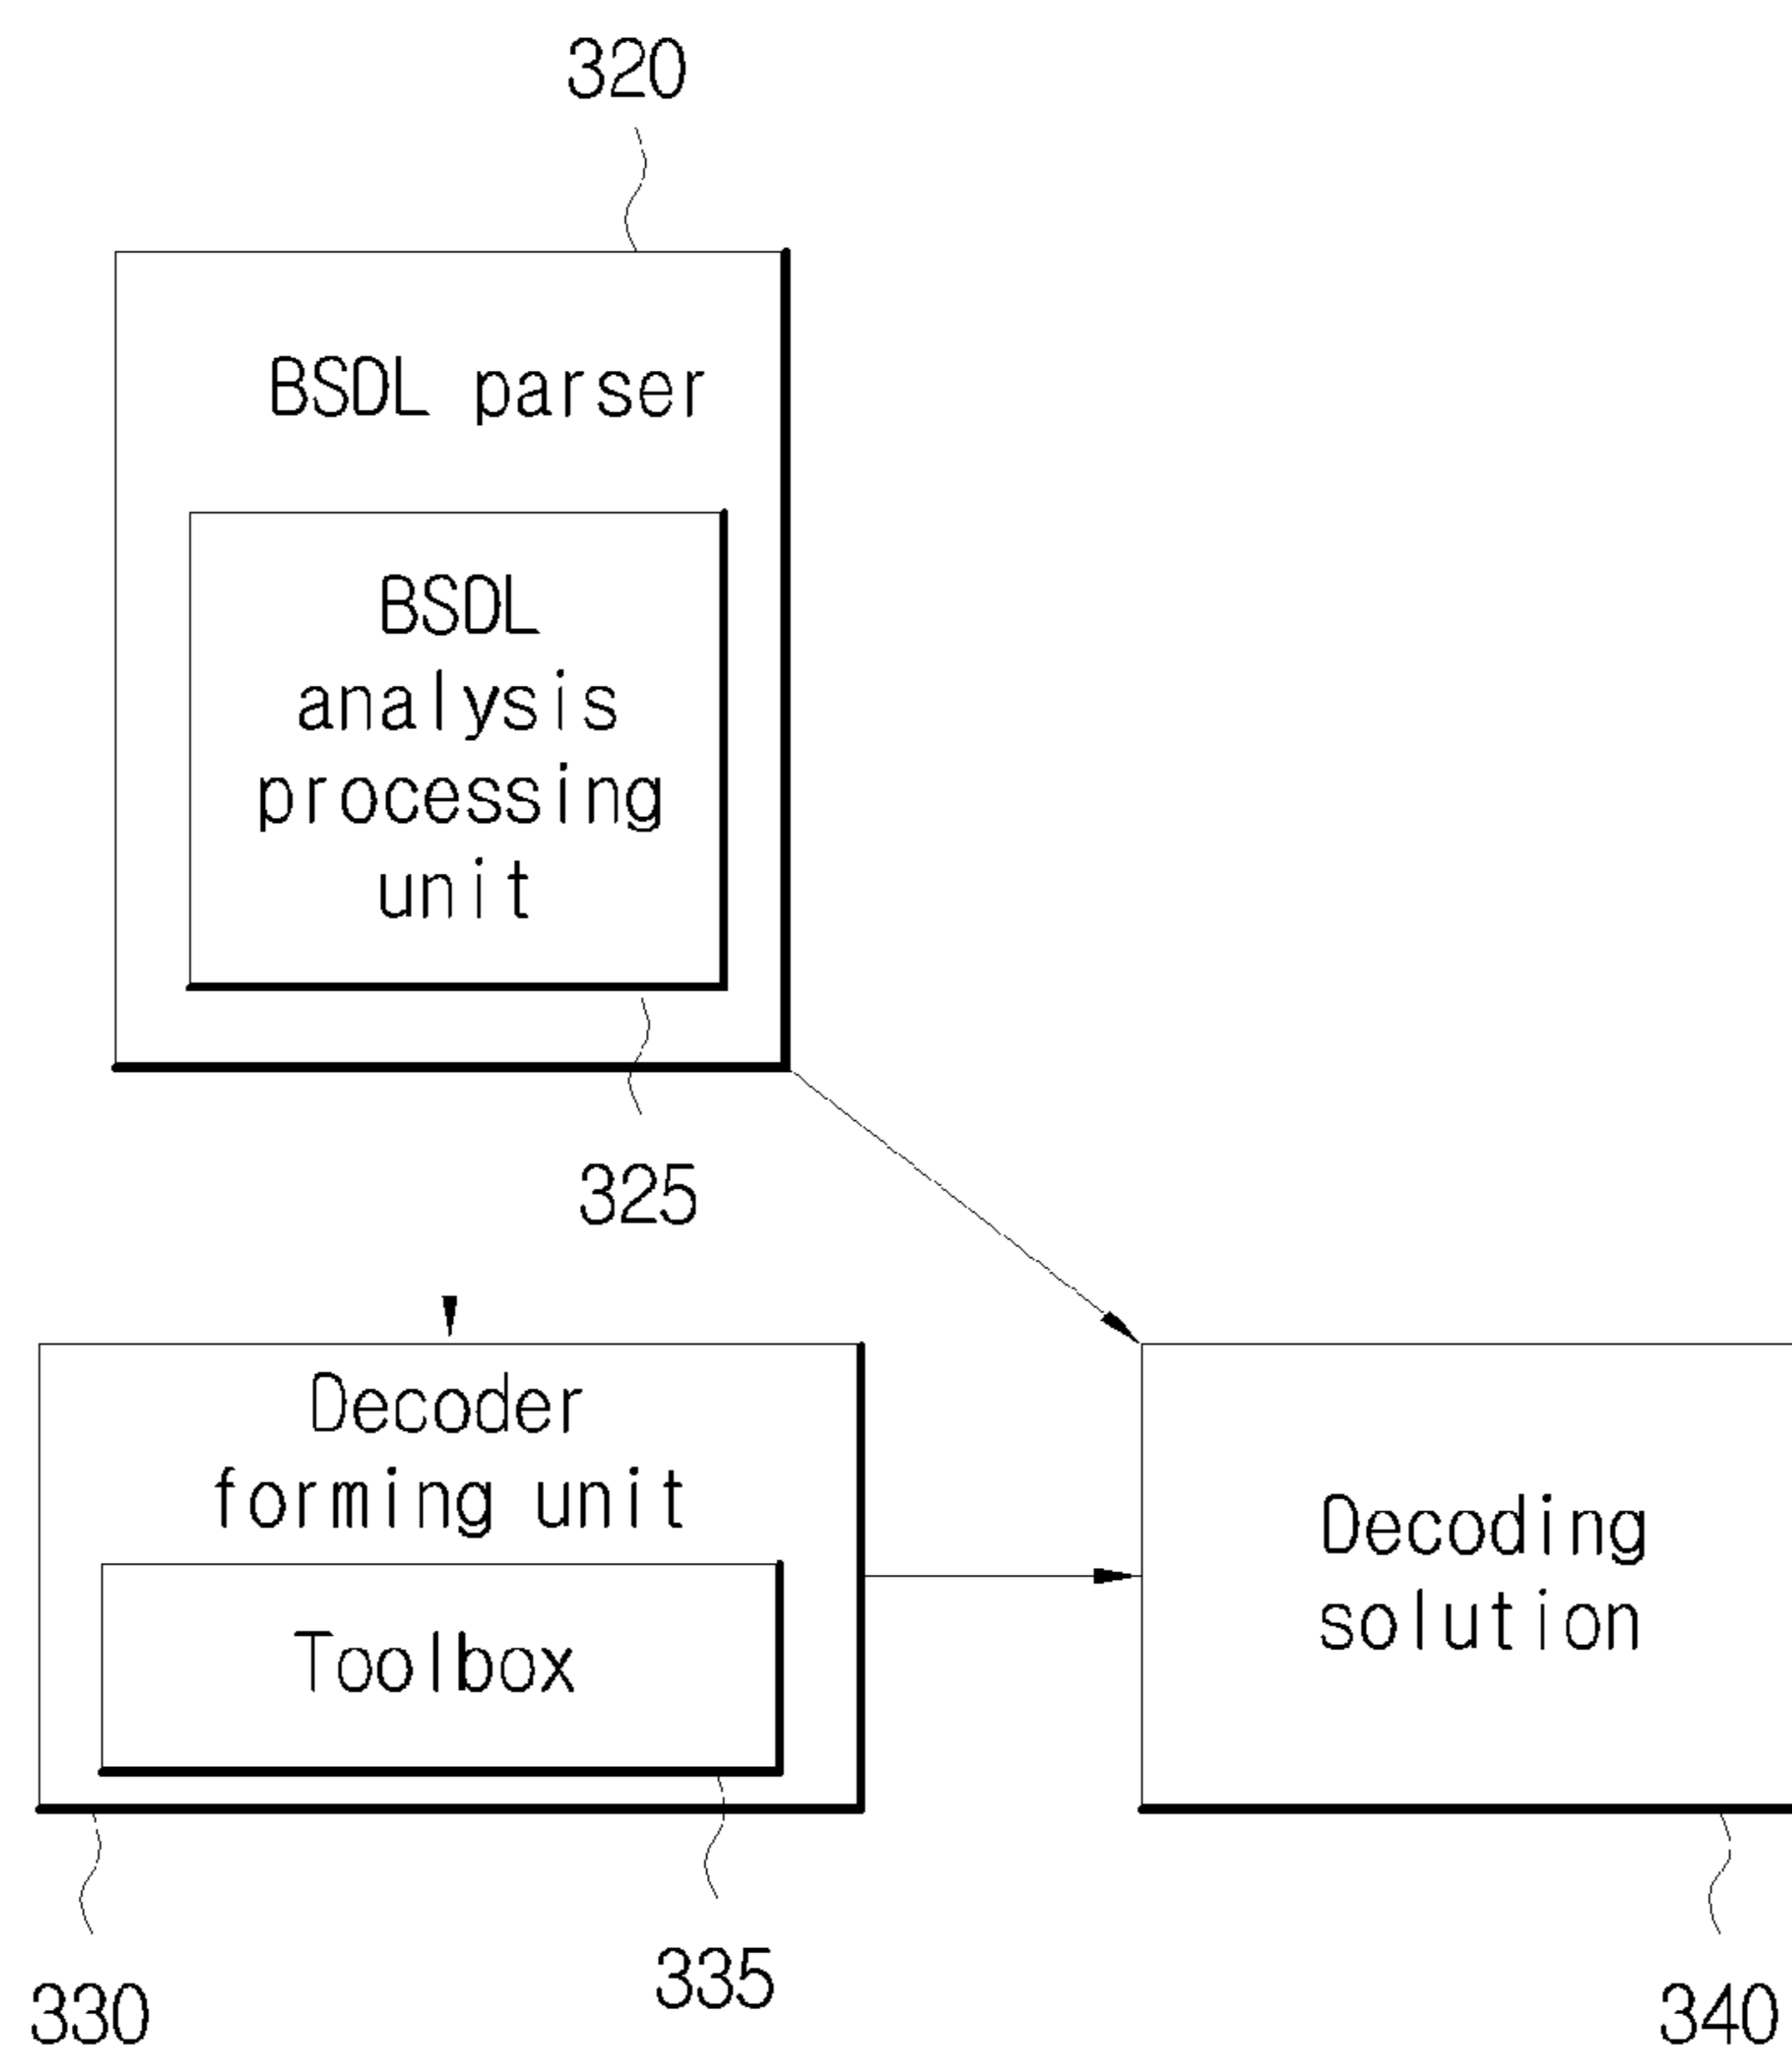 320
BSDL parser
BSDL
analysis
processing
unit
325
Decoder
forming unit
Toolbox
Decoding
solution
335
330
340